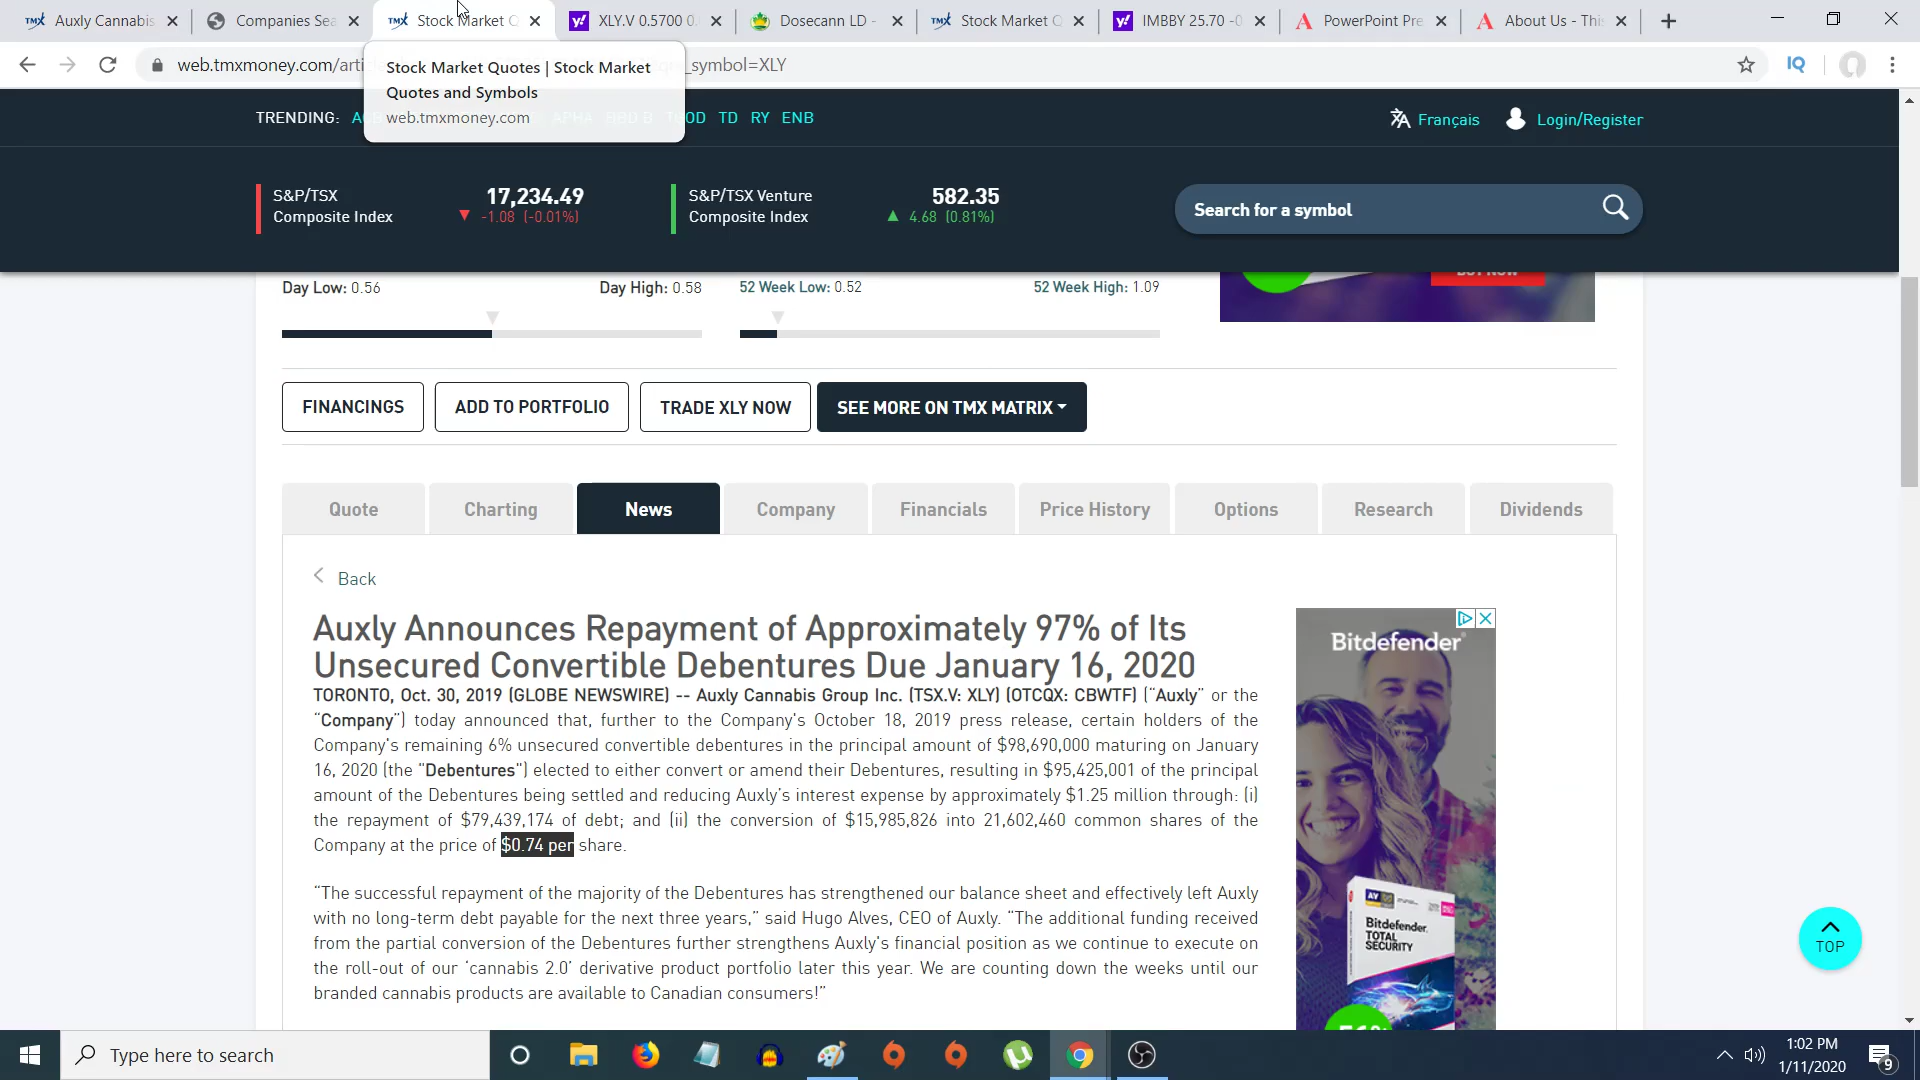 Auxly Cannabis
Companies Sea
Stock Market Q
XLY.V 0.5700 0.
Dosecann LD -
Stock Market Q
IMBBY 25.70 -0
PowerPoint Pre
About Us - This
web.tmxmoney.com/arti
_symbol=XLY
IQ
Stock Market Quotes | Stock Market
Quotes and Symbols
web.tmxmoney.com
TRENDING:
APHA
BBD.B
TD RY ENB
Français
Login/Register
S&P/TSX
Composite Index
17,234.49
▼ -1.08 (-0.01%)
S&P/TSX Venture
Composite Index
582.35
▲ 4.68 (0.81%)
Search for a symbol
BUY NOW
Day Low: 0.56
Day High: 0.58
52 Week Low: 0.52
52 Week High: 1.09
FINANCINGS
ADD TO PORTFOLIO
TRADE XLY NOW
SEE MORE ON TMX MATRIX
Quote
Charting
News
Company
Financials
Price History
Options
Research
Dividends
Back
Auxly Announces Repayment of Approximately 97% of Its
Unsecured Convertible Debentures Due January 16, 2020
TORONTO, Oct. 30, 2019 (GLOBE NEWSWIRE) -- Auxly Cannabis Group Inc. (TSX.V: XLY) (OTCQX: CBWTF) (“Auxly” or the
“Company”) today announced that, further to the Company's October 18, 2019 press release, certain holders of the
Company's remaining 6% unsecured convertible debentures in the principal amount of $98,690,000 maturing on January
16, 2020 (the "Debentures") elected to either convert or amend their Debentures, resulting in $95,425,001 of the principal
amount of the Debentures being settled and reducing Auxly’s interest expense by approximately $1.25 million through: (i)
the repayment of $79,439,174 of debt; and (ii) the conversion of $15,985,826 into 21,602,460 common shares of the
Company at the price of $0.74 per share.
“The successful repayment of the majority of the Debentures has strengthened our balance sheet and effectively left Auxly
with no long-term debt payable for the next three years,” said Hugo Alves, CEO of Auxly. “The additional funding received
from the partial conversion of the Debentures further strengthens Auxly's financial position as we continue to execute on
the roll-out of our ‘cannabis 2.0’ derivative product portfolio later this year. We are counting down the weeks until our
branded cannabis products are available to Canadian consumers!”
Bitdefender
Bitdefender
TOTAL
SECURITY
TOP
Type here to search
1:02 PM
1/11/2020
9